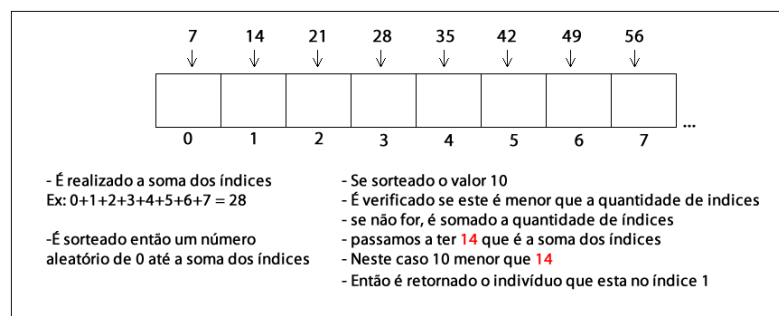 7 14 21 28 35 42 49 56
0 1 2 3 4 5 6 7 ...
- É realizado a soma dos índices
Ex: 0+1+2+3+4+5+6+7 = 28
-É sorteado então um número
aleatório de 0 até a soma dos índices
- Se sorteado o valor 10
- É verificado se este é menor que a quantidade de indices
- se não for, é somado a quantidade de índices
- passamos a ter 14 que é a soma dos índices
- Neste caso 10 menor que 14
- Então é retornado o indivíduo que esta no índice 1